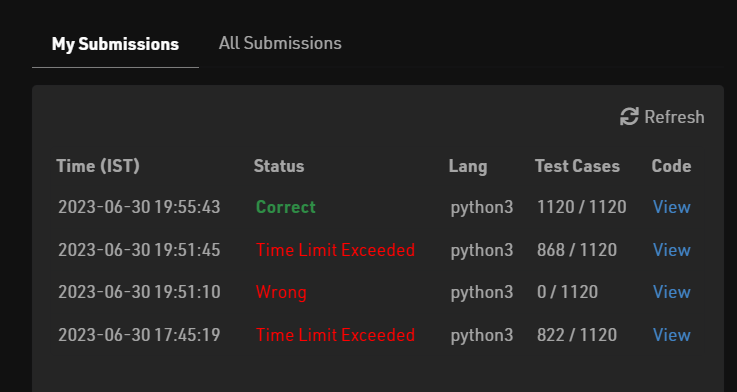 My Submissions All Submissions
Refresh
Time (IST) Status Lang Test Cases Code
2023-06-30 19:55:43 Correct python3 1120 / 1120 View
2023-06-30 19:51:45 Time Limit Exceeded python3 868 / 1120 View
2023-06-30 19:51:10 Wrong python3 0 / 1120 View
2023-06-30 17:45:19 Time Limit Exceeded python3 822 / 1120 View